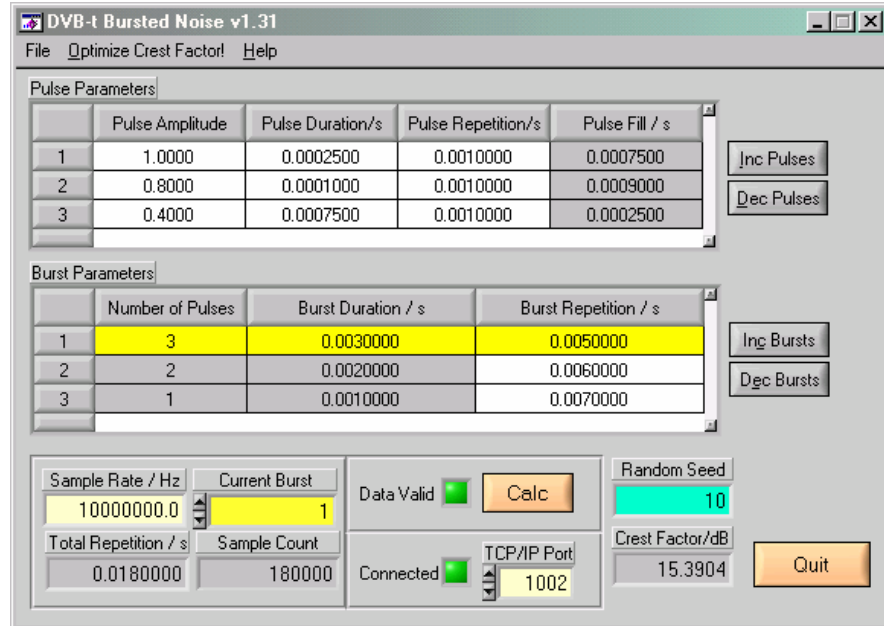 DVB-t Bursted Noise v1.31
File Optimize Crest Factor! Help
Pulse Parameters
Pulse Amplitude Pulse Duration/s Pulse Repetition/s Pulse Fill / s
1 1.0000 0.0002500 0.0010000 0.0007500
2 0.8000 0.0001000 0.0010000 0.0009000
3 0.4000 0.0007500 0.0010000 0.0002500
Inc Pulses
Dec Pulses
Burst Parameters
Number of Pulses Burst Duration / s Burst Repetition / s
1 3 0.0030000 0.0050000
2 2 0.0020000 0.0060000
3 1 0.0010000 0.0070000
Inc Bursts
Dec Bursts
Sample Rate / Hz Current Burst
10000000.0 1
Total Repetition / s Sample Count
0.0180000 180000
Data Valid Calc
Connected TCP/IP Port
1002
Random Seed
10
Crest Factor/dB
15.3904
Quit